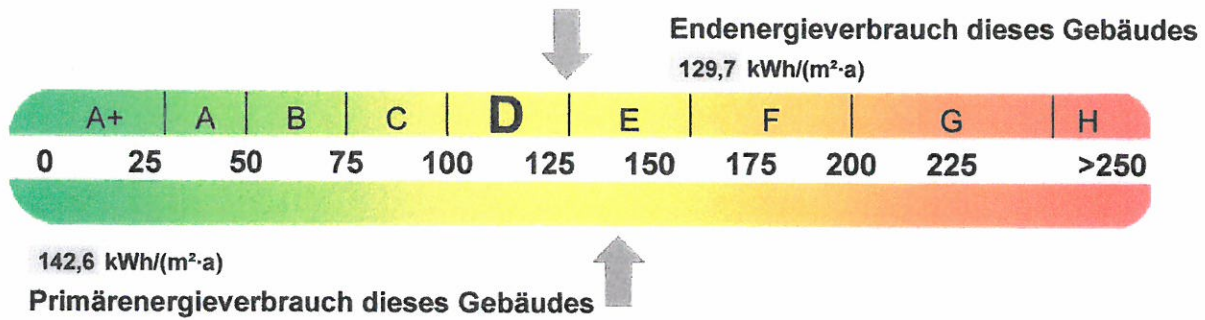 Endenergieverbrauch dieses Gebäudes
129,7 kWh/(m²·a)
A+ A B C D E F G H
0 25 50 75 100 125 150 175 200 225 >250
142,6 kWh/(m²·a)
Primärenergieverbrauch dieses Gebäudes